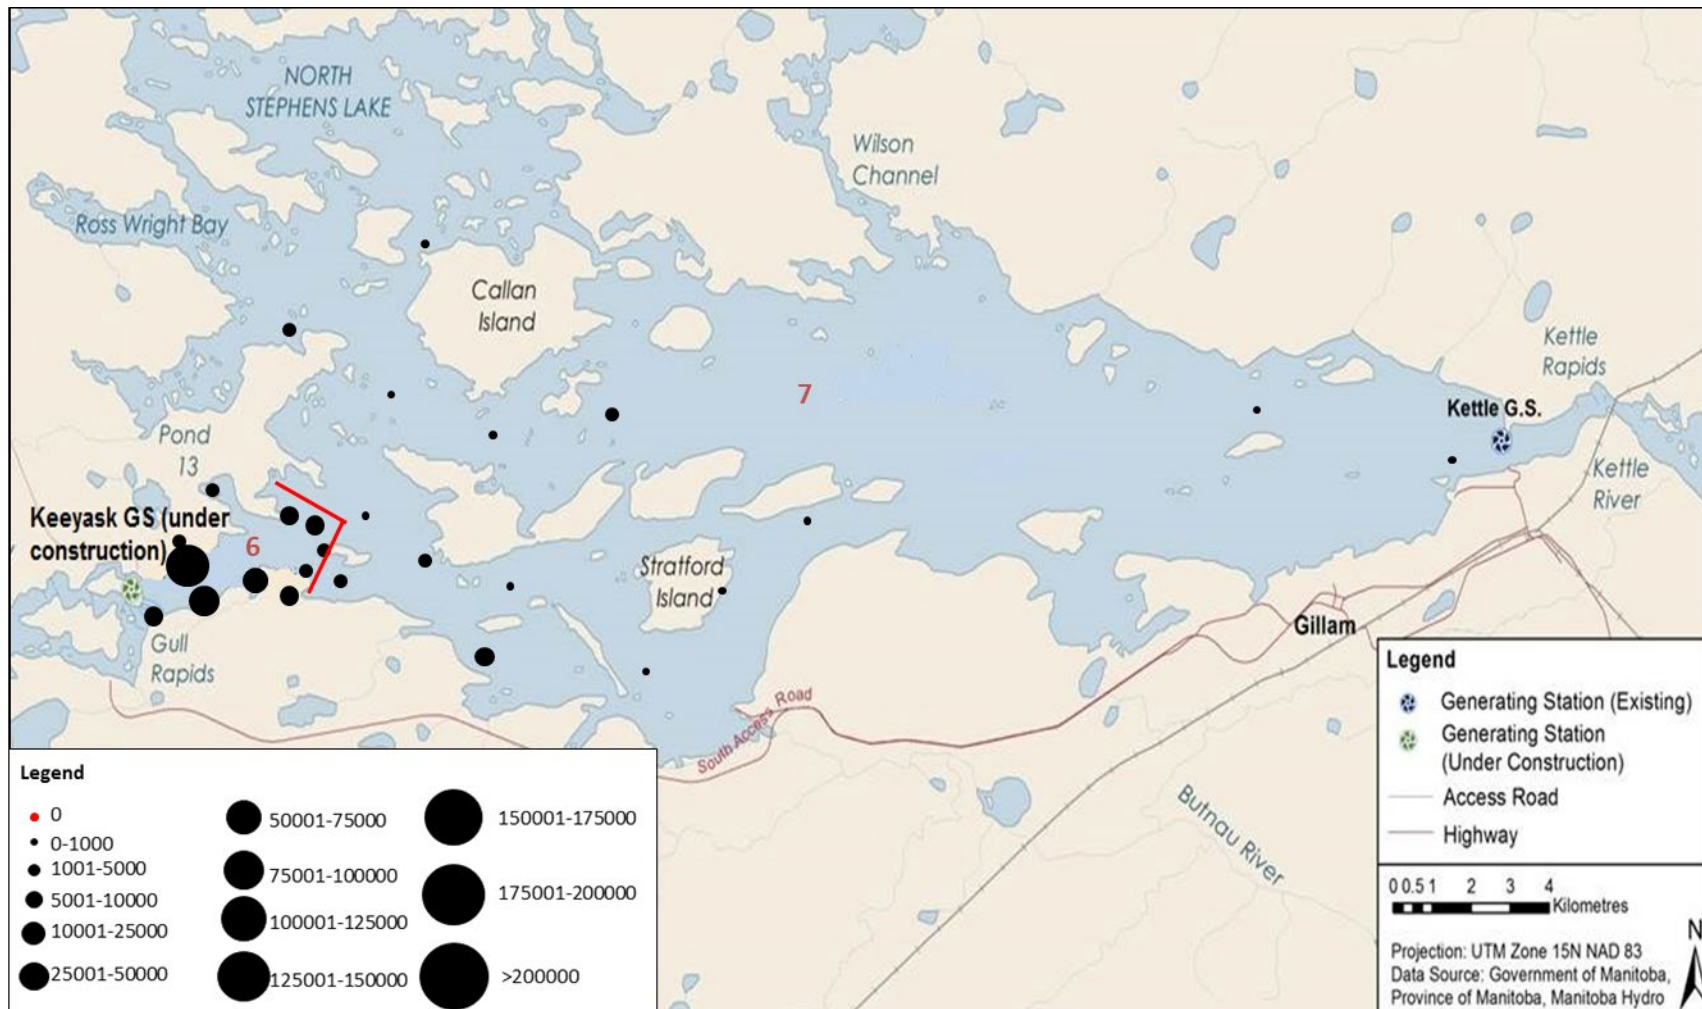 NORTH
STEPHENS LAKE
Wilson
Channel
Ross Wright Bay
Callan
Island
Kettle
Rapids
7
Kettle G.S.
Pond
13
Kettle
River
Keeyask GS (under
construction)
6
Stratford
Island
Gillam
Gull
Rapids
South Access Road
Butnau River
Legend
0
0-1000
1001-5000
5001-10000
10001-25000
25001-50000
50001-75000
75001-100000
100001-125000
125001-150000
150001-175000
175001-200000
>200000
Legend
Generating Station (Existing)
Generating Station
(Under Construction)
Access Road
Highway
0 0.5 1 2 3 4
Kilometres
N
Projection: UTM Zone 15N NAD 83
Data Source: Government of Manitoba,
Province of Manitoba, Manitoba Hydro